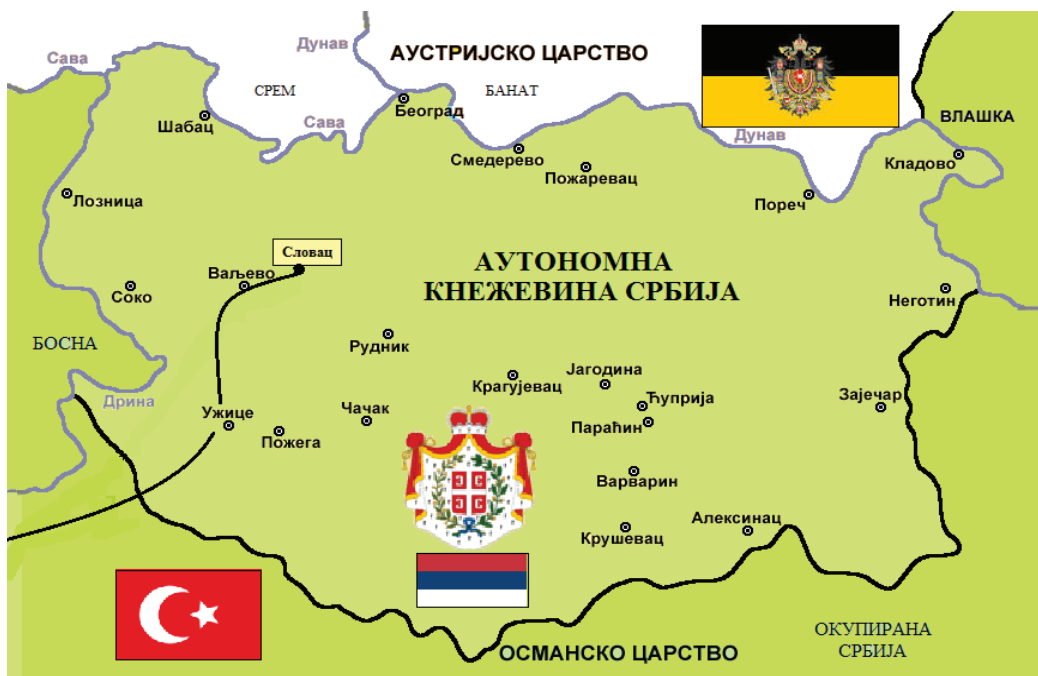 Сава
Дунав
АУСТРИЈСКО ЦАРСТВО
СРЕМ
БАНАТ
Шабац
Сава
Београд
Дунав
ВЛАШКА
Смедерево
Пожаревац
Кладово
Лозница
Пореч
Словац
АУТОНОМНА
КНЕЖЕВИНА СРБИЈА
Ваљево
Соко
Неготин
БОСНА
Рудник
Крагујевац
Јагодина
Дрина
Ужице
Пожега
Чачак
Ћуприја
Параћин
Зајечар
Варварин
Крушевац
Алексинац
ОСМАНСКО ЦАРСТВО
ОКУПИРАНА
СРБИЈА